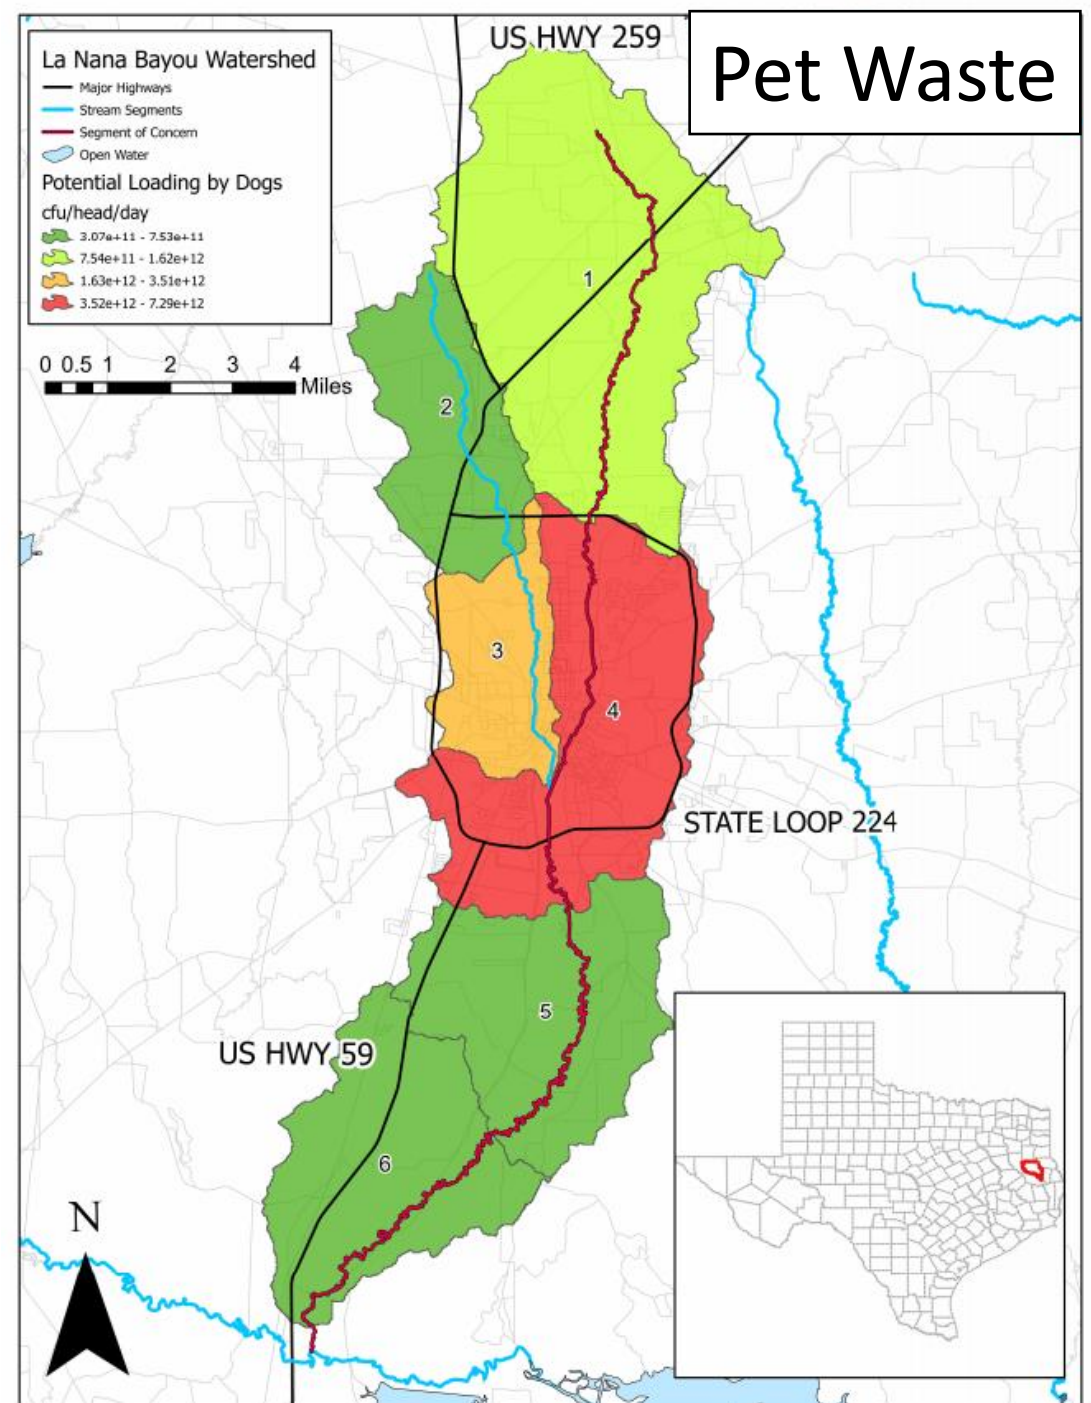 US HWY 259
Pet Waste
La Nana Bayou Watershed
Major Highways
Stream Segments
Segment of Concern
Open Water
Potential Loading by Dogs
cfu/head/day
3.07e+11 - 7.53e+11
7.54e+11 - 1.62e+12
1.63e+12 - 3.51e+12
3.52e+12 - 7.29e+12
0 0.5 1 2 3 4
Miles
1
2
3
4
STATE LOOP 224
5
US HWY 59
6
N